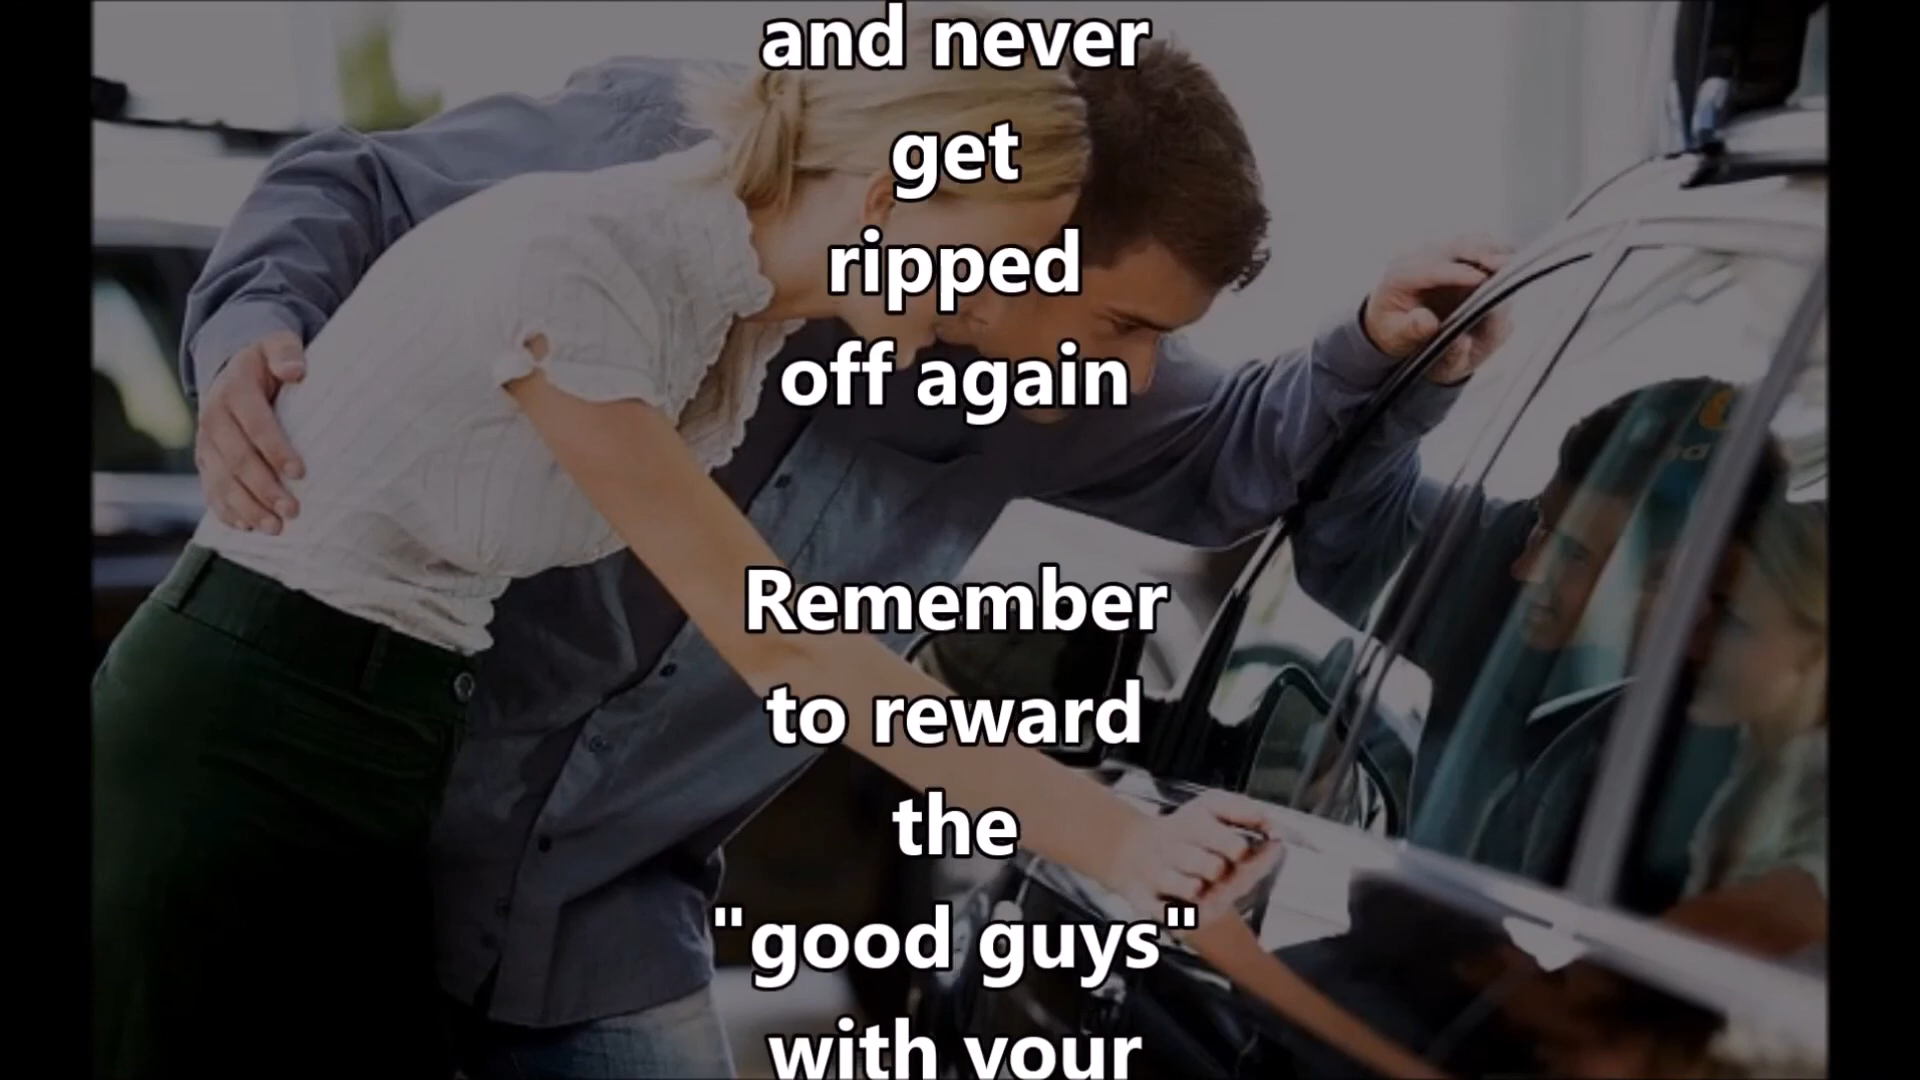 and never
get
ripped
off again
Remember
to reward
the
"good guys"
with your